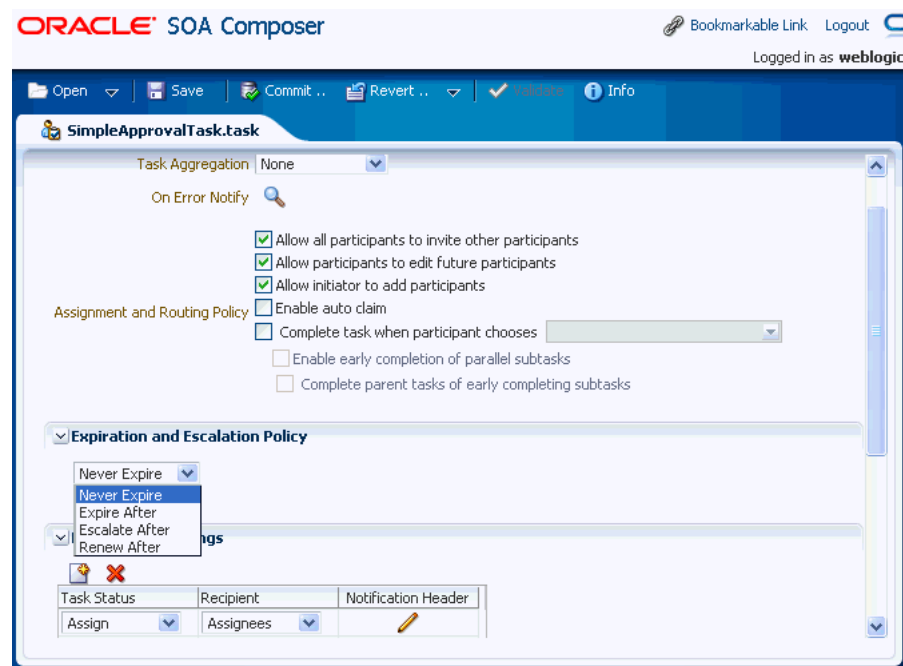 ORACLE SOA Composer
Bookmarkable Link Logout
Logged in as weblogic
Open Save Commit .. Revert .. Validate Info
SimpleApprovalTask.task
Task Aggregation None
On Error Notify
Allow all participants to invite other participants
Allow participants to edit future participants
Allow initiator to add participants
Assignment and Routing Policy Enable auto claim
Complete task when participant chooses
Enable early completion of parallel subtasks
Complete parent tasks of early completing subtasks
Expiration and Escalation Policy
Never Expire
Never Expire
Expire After
Escalate After
Renew After
ngs
Task Status Recipient Notification Header
Assign Assignees